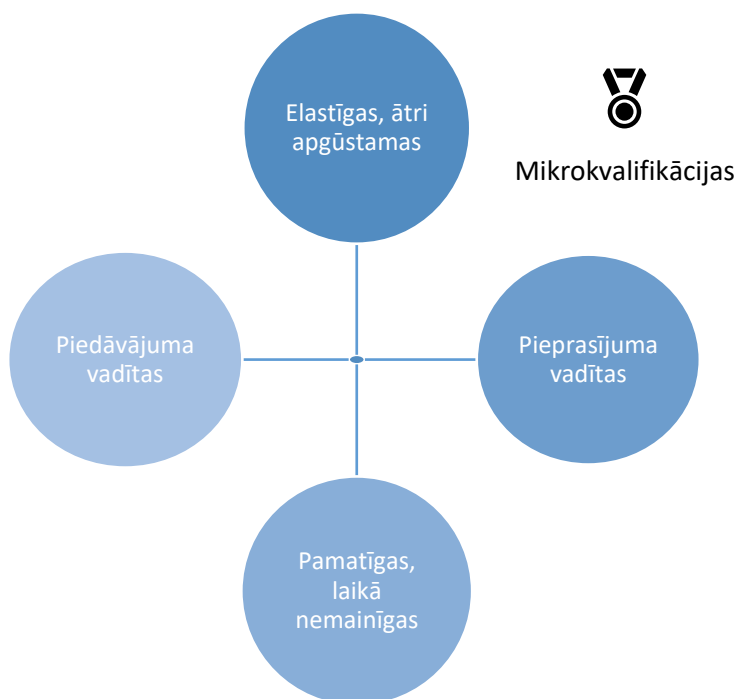 Elastīgas, ātri
apgūstamas
Mikrokvalifikācijas
Piedāvājuma
vadītas
Pieprasījuma
vadītas
Pamatīgas,
laikā
nemainīgas